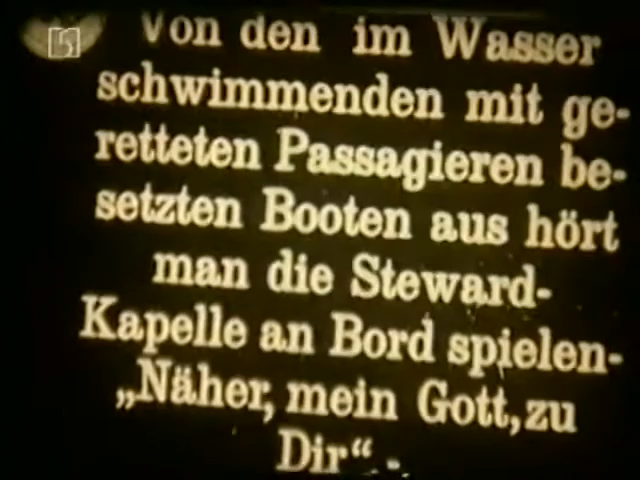 Von den im Wasser
schwimmenden mit ge-
retteten Passagieren be-
setzten Booten aus hört
man die Steward-
Kapelle an Bord spielen-
„Näher, mein Gott, zu
Dir“.-